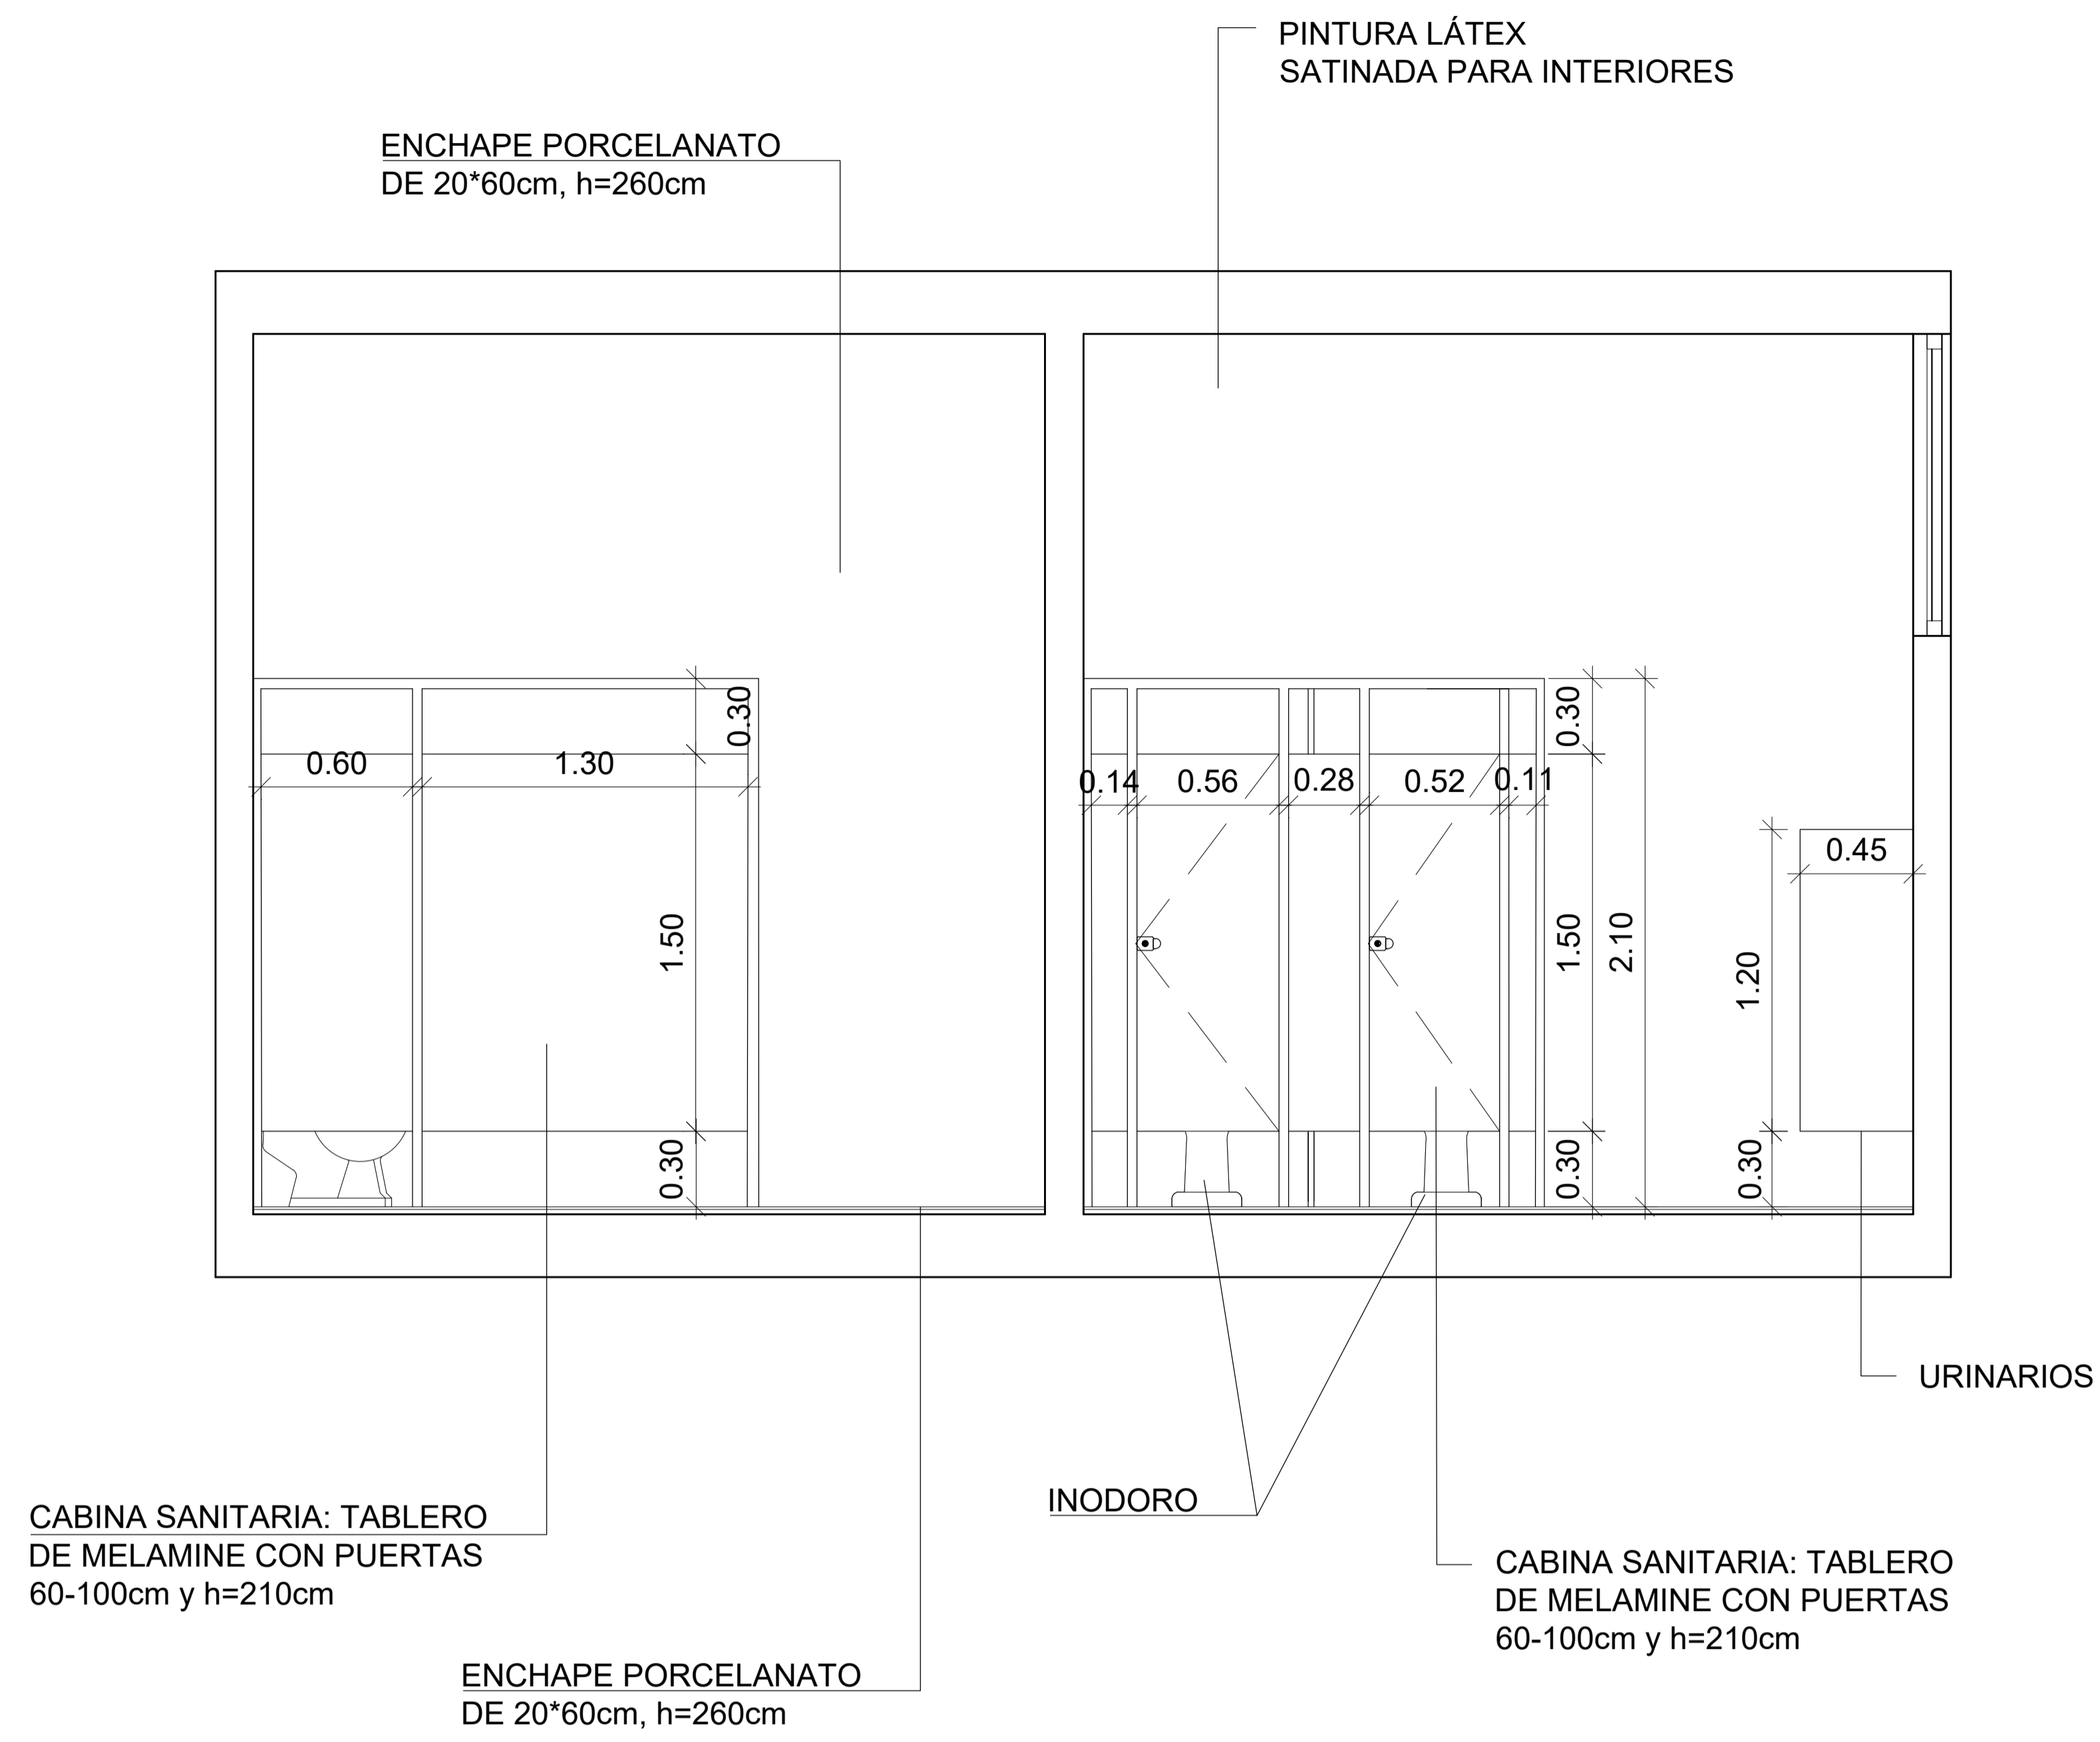 PINTURA LÁTEX
SATINADA PARA INTERIORES
ENCHAPE PORCELANATO
DE 20*60cm, h=260cm
0.30
0.60
1.30
1.50
0.30
0.30
0.14
0.56
0.28
0.52
0.11
1.50
2.10
0.30
0.45
1.20
0.30
URINARIOS
INODORO
CABINA SANITARIA: TABLERO
DE MELAMINE CON PUERTAS
60-100cm y h=210cm
CABINA SANITARIA: TABLERO
DE MELAMINE CON PUERTAS
60-100cm y h=210cm
ENCHAPE PORCELANATO
DE 20*60cm, h=260cm